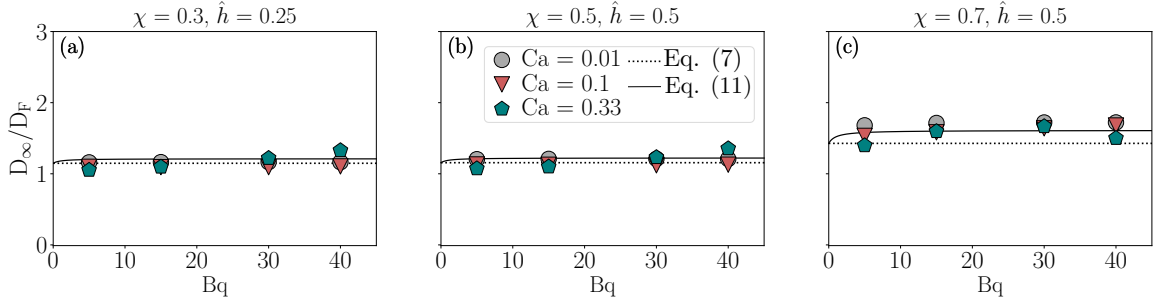 χ = 0.3, ĥ = 0.25
χ = 0.5, ĥ = 0.5
χ = 0.7, ĥ = 0.5
(a)
(b)
(c)
Ca = 0.01
Ca = 0.1
Ca = 0.33
Eq. (7)
Eq. (11)
D∞/D_F
3
2
1
0
0 10 20 30 40
0 10 20 30 40
0 10 20 30 40
Bq
Bq
Bq